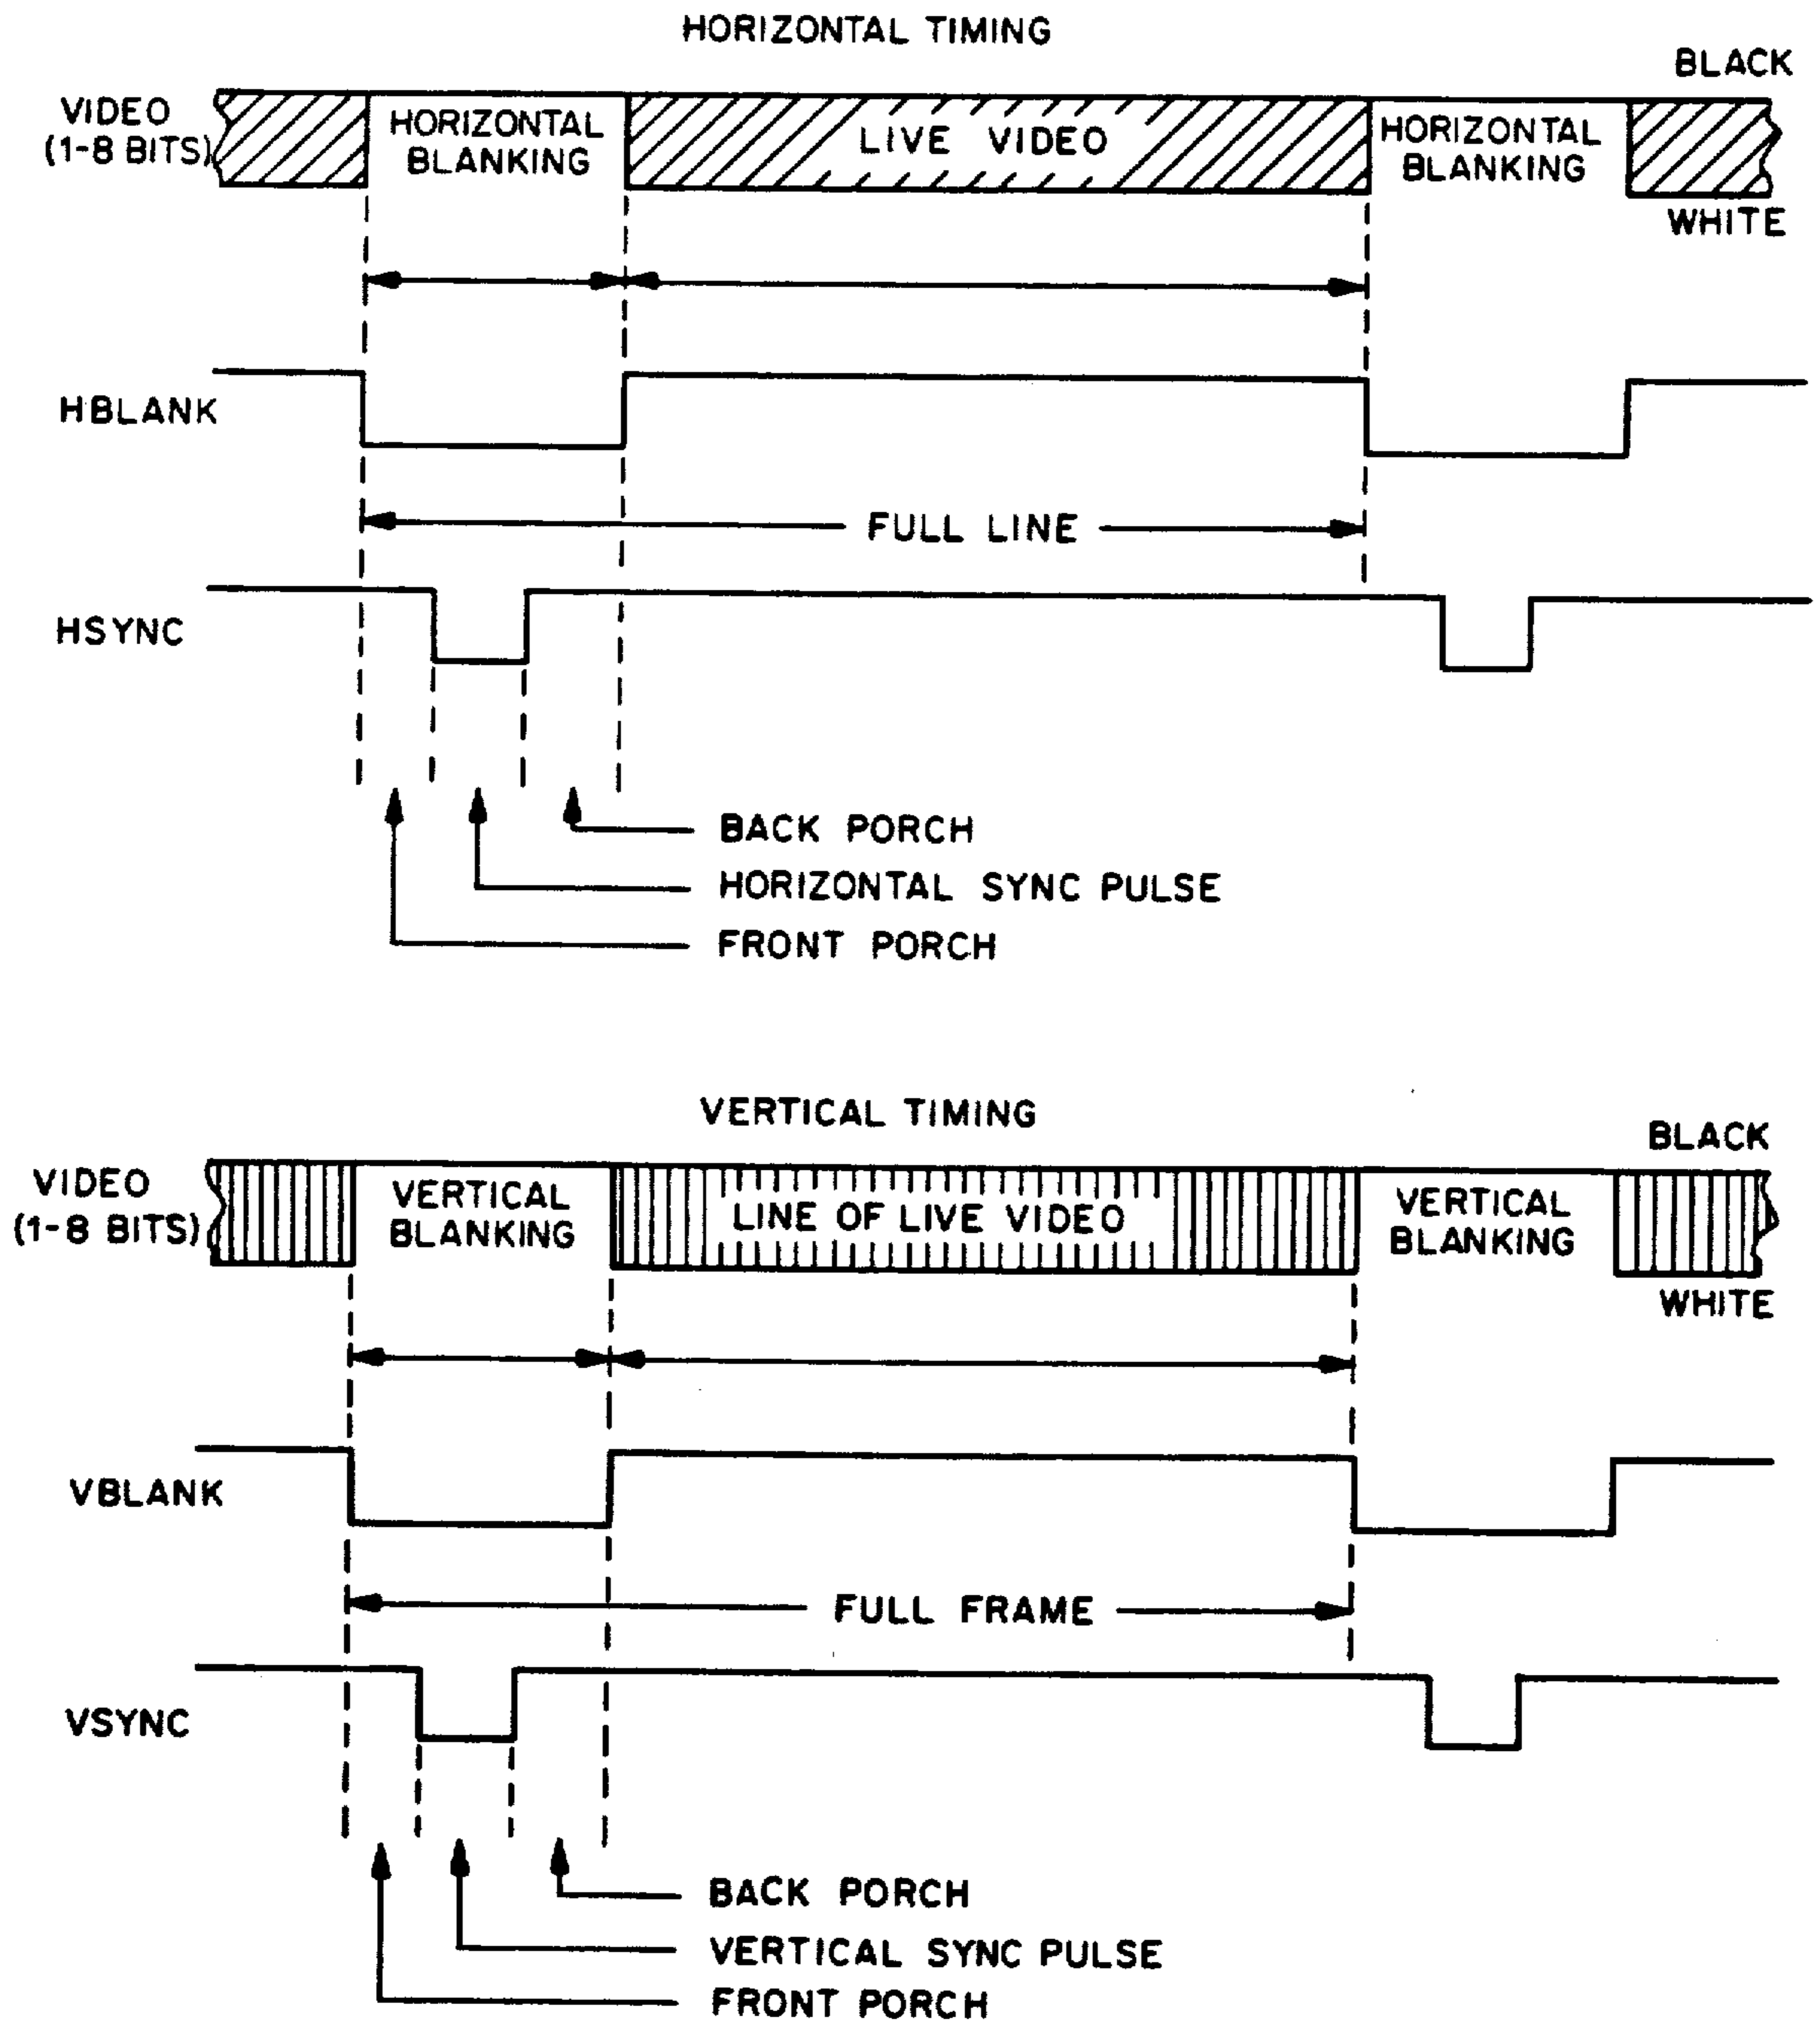 HORIZONTAL TIMING
BLACK
VIDEO
(1-8 BITS)
HORIZONTAL
BLANKING
LIVE VIDEO
HORIZONTAL
BLANKING
WHITE
HBLANK
FULL LINE
HSYNC
BACK PORCH
HORIZONTAL SYNC PULSE
FRONT PORCH
VERTICAL TIMING
BLACK
VIDEO
(1-8 BITS)
VERTICAL
BLANKING
LINE OF LIVE VIDEO
VERTICAL
BLANKING
WHITE
VBLANK
FULL FRAME
VSYNC
BACK PORCH
VERTICAL SYNC PULSE
FRONT PORCH